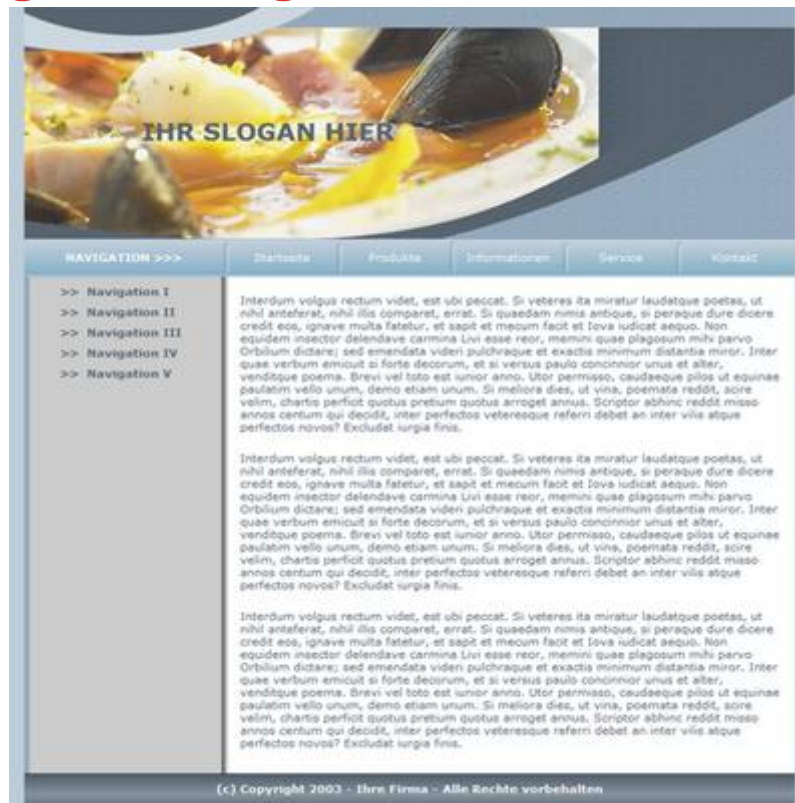 IHR SLOGAN HIER
NAVIGATION >>>
Startseite
Produkte
Informationen
Service
Kontakt
>> Navigation I
>> Navigation II
>> Navigation III
>> Navigation IV
>> Navigation V
Interdum volgus rectum videt, est ubi peccat. Si veteres ita miratur laudatque poetas, ut
nihil anteferat, nihil illis comparet, errat. Si quaedam nimis antique, si peraque dure dicere
credit eos, ignave multa fatetur, et sapit et mecum facit et Iova iudicat aequo. Non
equidem insector delendave carmina Livi esse reor, memini quae plagosum mihi parvo
Orbilium dictare; sed emendata videri pulchraque et exactis minimum distantia miror. Inter
quae verbum emicuit si forte decorum, et si versus paulo concinnior unus et alter,
venditque poema. Brevi vel toto est iunior anno. Utor permisso, caudaeque pilos ut equinae
paulatim vello unum, demo etiam unum. Si meliora dies, ut vina, poemata reddit, scire
velim, chartis perficit quotus pretium quotus arroget annus. Scriptor abhinc reddit misso
annos centum qui decidit, inter perfectos veteresque referri debet an inter vilis atque
perfectos novos? Excludat iurgia finis.
Interdum volgus rectum videt, est ubi peccat. Si veteres ita miratur laudatque poetas, ut
nihil anteferat, nihil illis comparet, errat. Si quaedam nimis antique, si peraque dure dicere
credit eos, ignave multa fatetur, et sapit et mecum facit et Iova iudicat aequo. Non
equidem insector delendave carmina Livi esse reor, memini quae plagosum mihi parvo
Orbilium dictare; sed emendata videri pulchraque et exactis minimum distantia miror. Inter
quae verbum emicuit si forte decorum, et si versus paulo concinnior unus et alter,
venditque poema. Brevi vel toto est iunior anno. Utor permisso, caudaeque pilos ut equinae
paulatim vello unum, demo etiam unum. Si meliora dies, ut vina, poemata reddit, scire
velim, chartis perficit quotus pretium quotus arroget annus. Scriptor abhinc reddit misso
annos centum qui decidit, inter perfectos veteresque referri debet an inter vilis atque
perfectos novos? Excludat iurgia finis.
Interdum volgus rectum videt, est ubi peccat. Si veteres ita miratur laudatque poetas, ut
nihil anteferat, nihil illis comparet, errat. Si quaedam nimis antique, si peraque dure dicere
credit eos, ignave multa fatetur, et sapit et mecum facit et Iova iudicat aequo. Non
equidem insector delendave carmina Livi esse reor, memini quae plagosum mihi parvo
Orbilium dictare; sed emendata videri pulchraque et exactis minimum distantia miror. Inter
quae verbum emicuit si forte decorum, et si versus paulo concinnior unus et alter,
venditque poema. Brevi vel toto est iunior anno. Utor permisso, caudaeque pilos ut equinae
paulatim vello unum, demo etiam unum. Si meliora dies, ut vina, poemata reddit, scire
velim, chartis perficit quotus pretium quotus arroget annus. Scriptor abhinc reddit misso
annos centum qui decidit, inter perfectos veteresque referri debet an inter vilis atque
perfectos novos? Excludat iurgia finis.
(c) Copyright 2003 - Ihre Firma - Alle Rechte vorbehalten